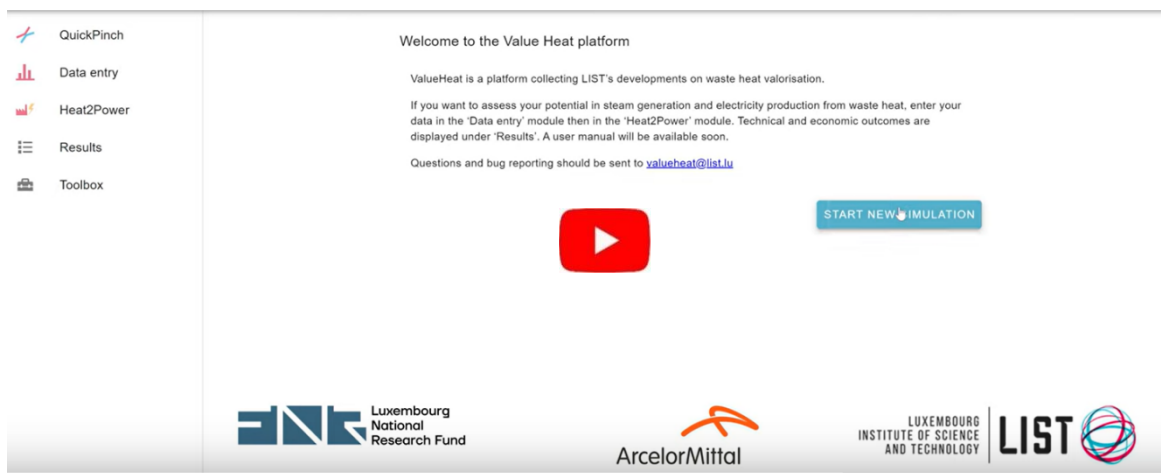 QuickPinch
Data entry
Heat2Power
Results
Toolbox
Welcome to the Value Heat platform
ValueHeat is a platform collecting LIST's developments on waste heat valorisation.
If you want to assess your potential in steam generation and electricity production from waste heat, enter your
data in the 'Data entry' module then in the 'Heat2Power' module. Technical and economic outcomes are
displayed under 'Results'. A user manual will be available soon.
Questions and bug reporting should be sent to valueheat@list.lu
START NEW SIMULATION
FNR
Luxembourg
National
Research Fund
ArcelorMittal
LUXEMBOURG
INSTITUTE OF SCIENCE
AND TECHNOLOGY
LIST